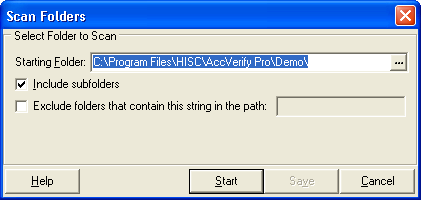 Scan Folders
Select Folder to Scan
Starting Folder: C:\Program Files\HISC\AccVerify Pro\Demo\ ...
Include subfolders
Exclude folders that contain this string in the path:
Help Start Save Cancel